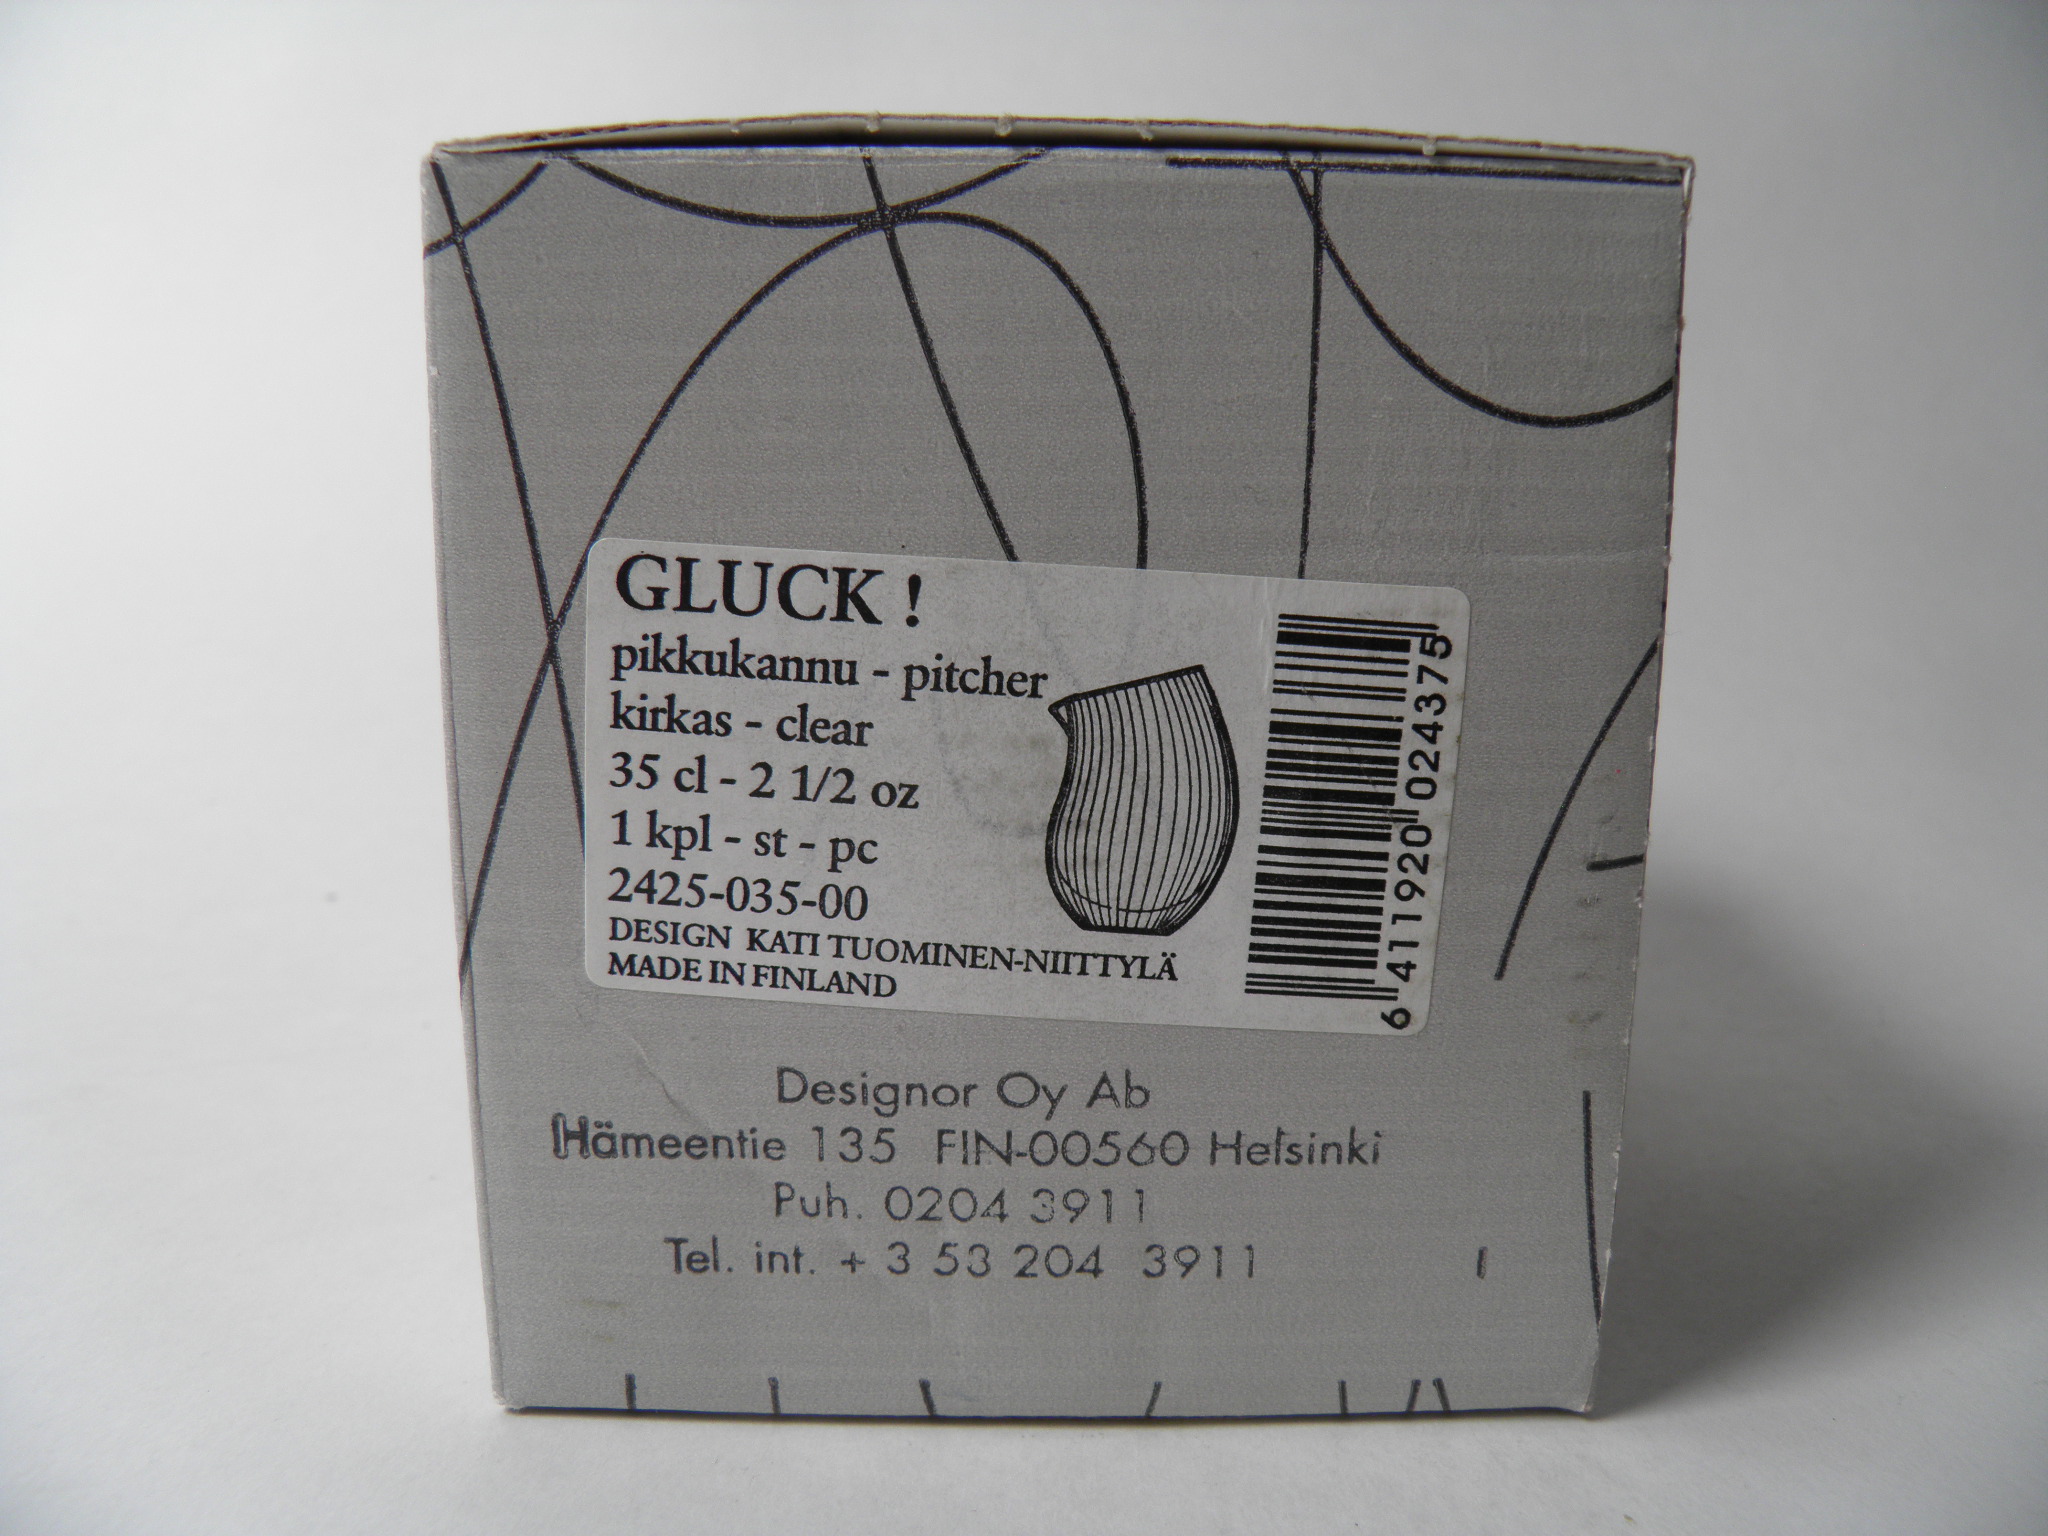 GLUCK !
pikkukannu - pitcher
kirkas - clear
35 cl - 2 1/2 oz
1 kpl - st - pc
2425-035-00
DESIGN KATI TUOMINEN-NIITTYLÄ
MADE IN FINLAND
6 411920 024375
Designor Oy Ab
Hämeentie 135 FIN-00560 Helsinki
Puh. 0204 3911
Tel. int. + 3 53 204 3911